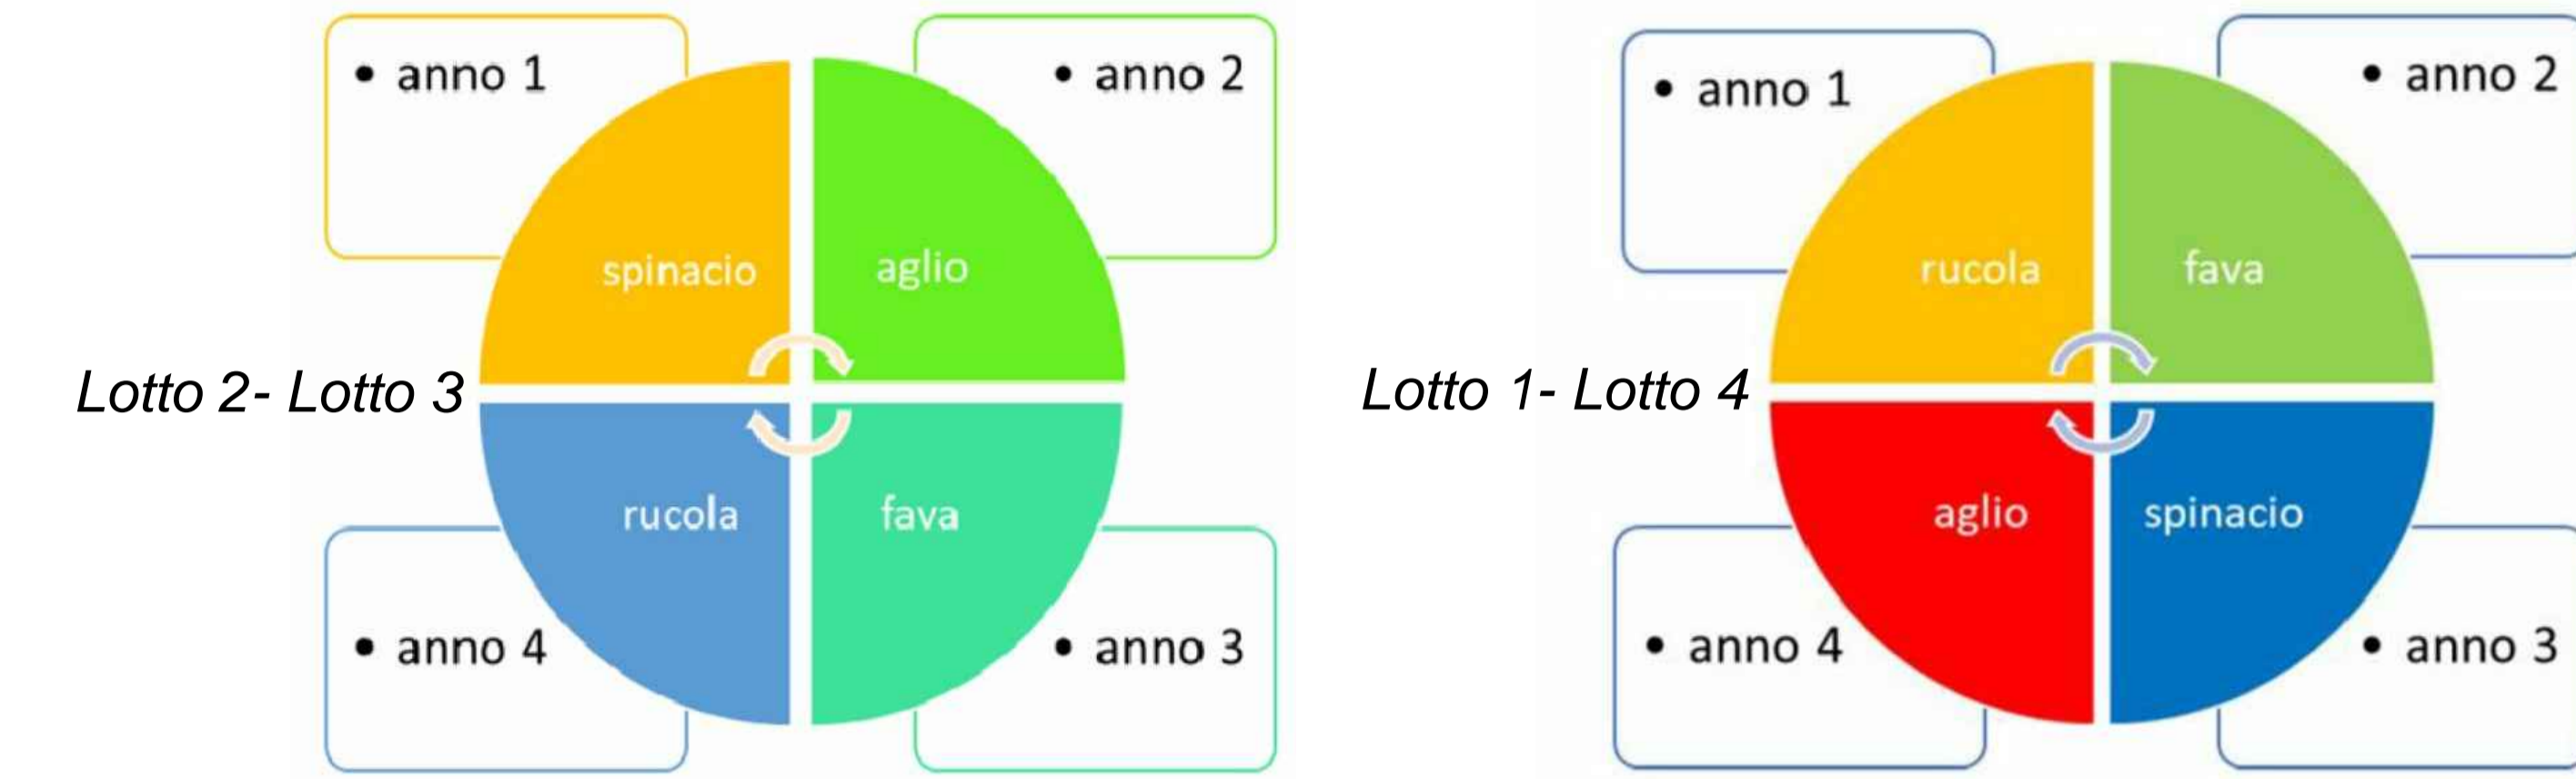 • anno 1
• anno 2
spinacio
aglio
Lotto 2- Lotto 3
rucola
fava
• anno 4
• anno 3
• anno 1
• anno 2
rucola
fava
Lotto 1- Lotto 4
aglio
spinacio
• anno 4
• anno 3